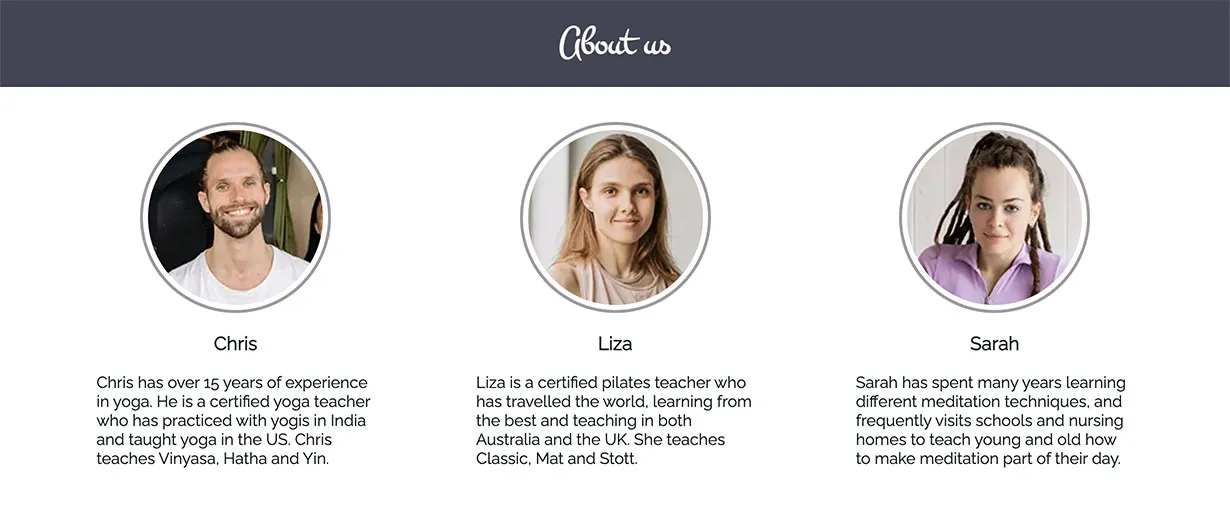 About us
Chris
Chris has over 15 years of experience
in yoga. He is a certified yoga teacher
who has practiced with yogis in India
and taught yoga in the US. Chris
teaches Vinyasa, Hatha and Yin.
Liza
Liza is a certified pilates teacher who
has travelled the world, learning from
the best and teaching in both
Australia and the UK. She teaches
Classic, Mat and Stott.
Sarah
Sarah has spent many years learning
different meditation techniques, and
frequently visits schools and nursing
homes to teach young and old how
to make meditation part of their day.